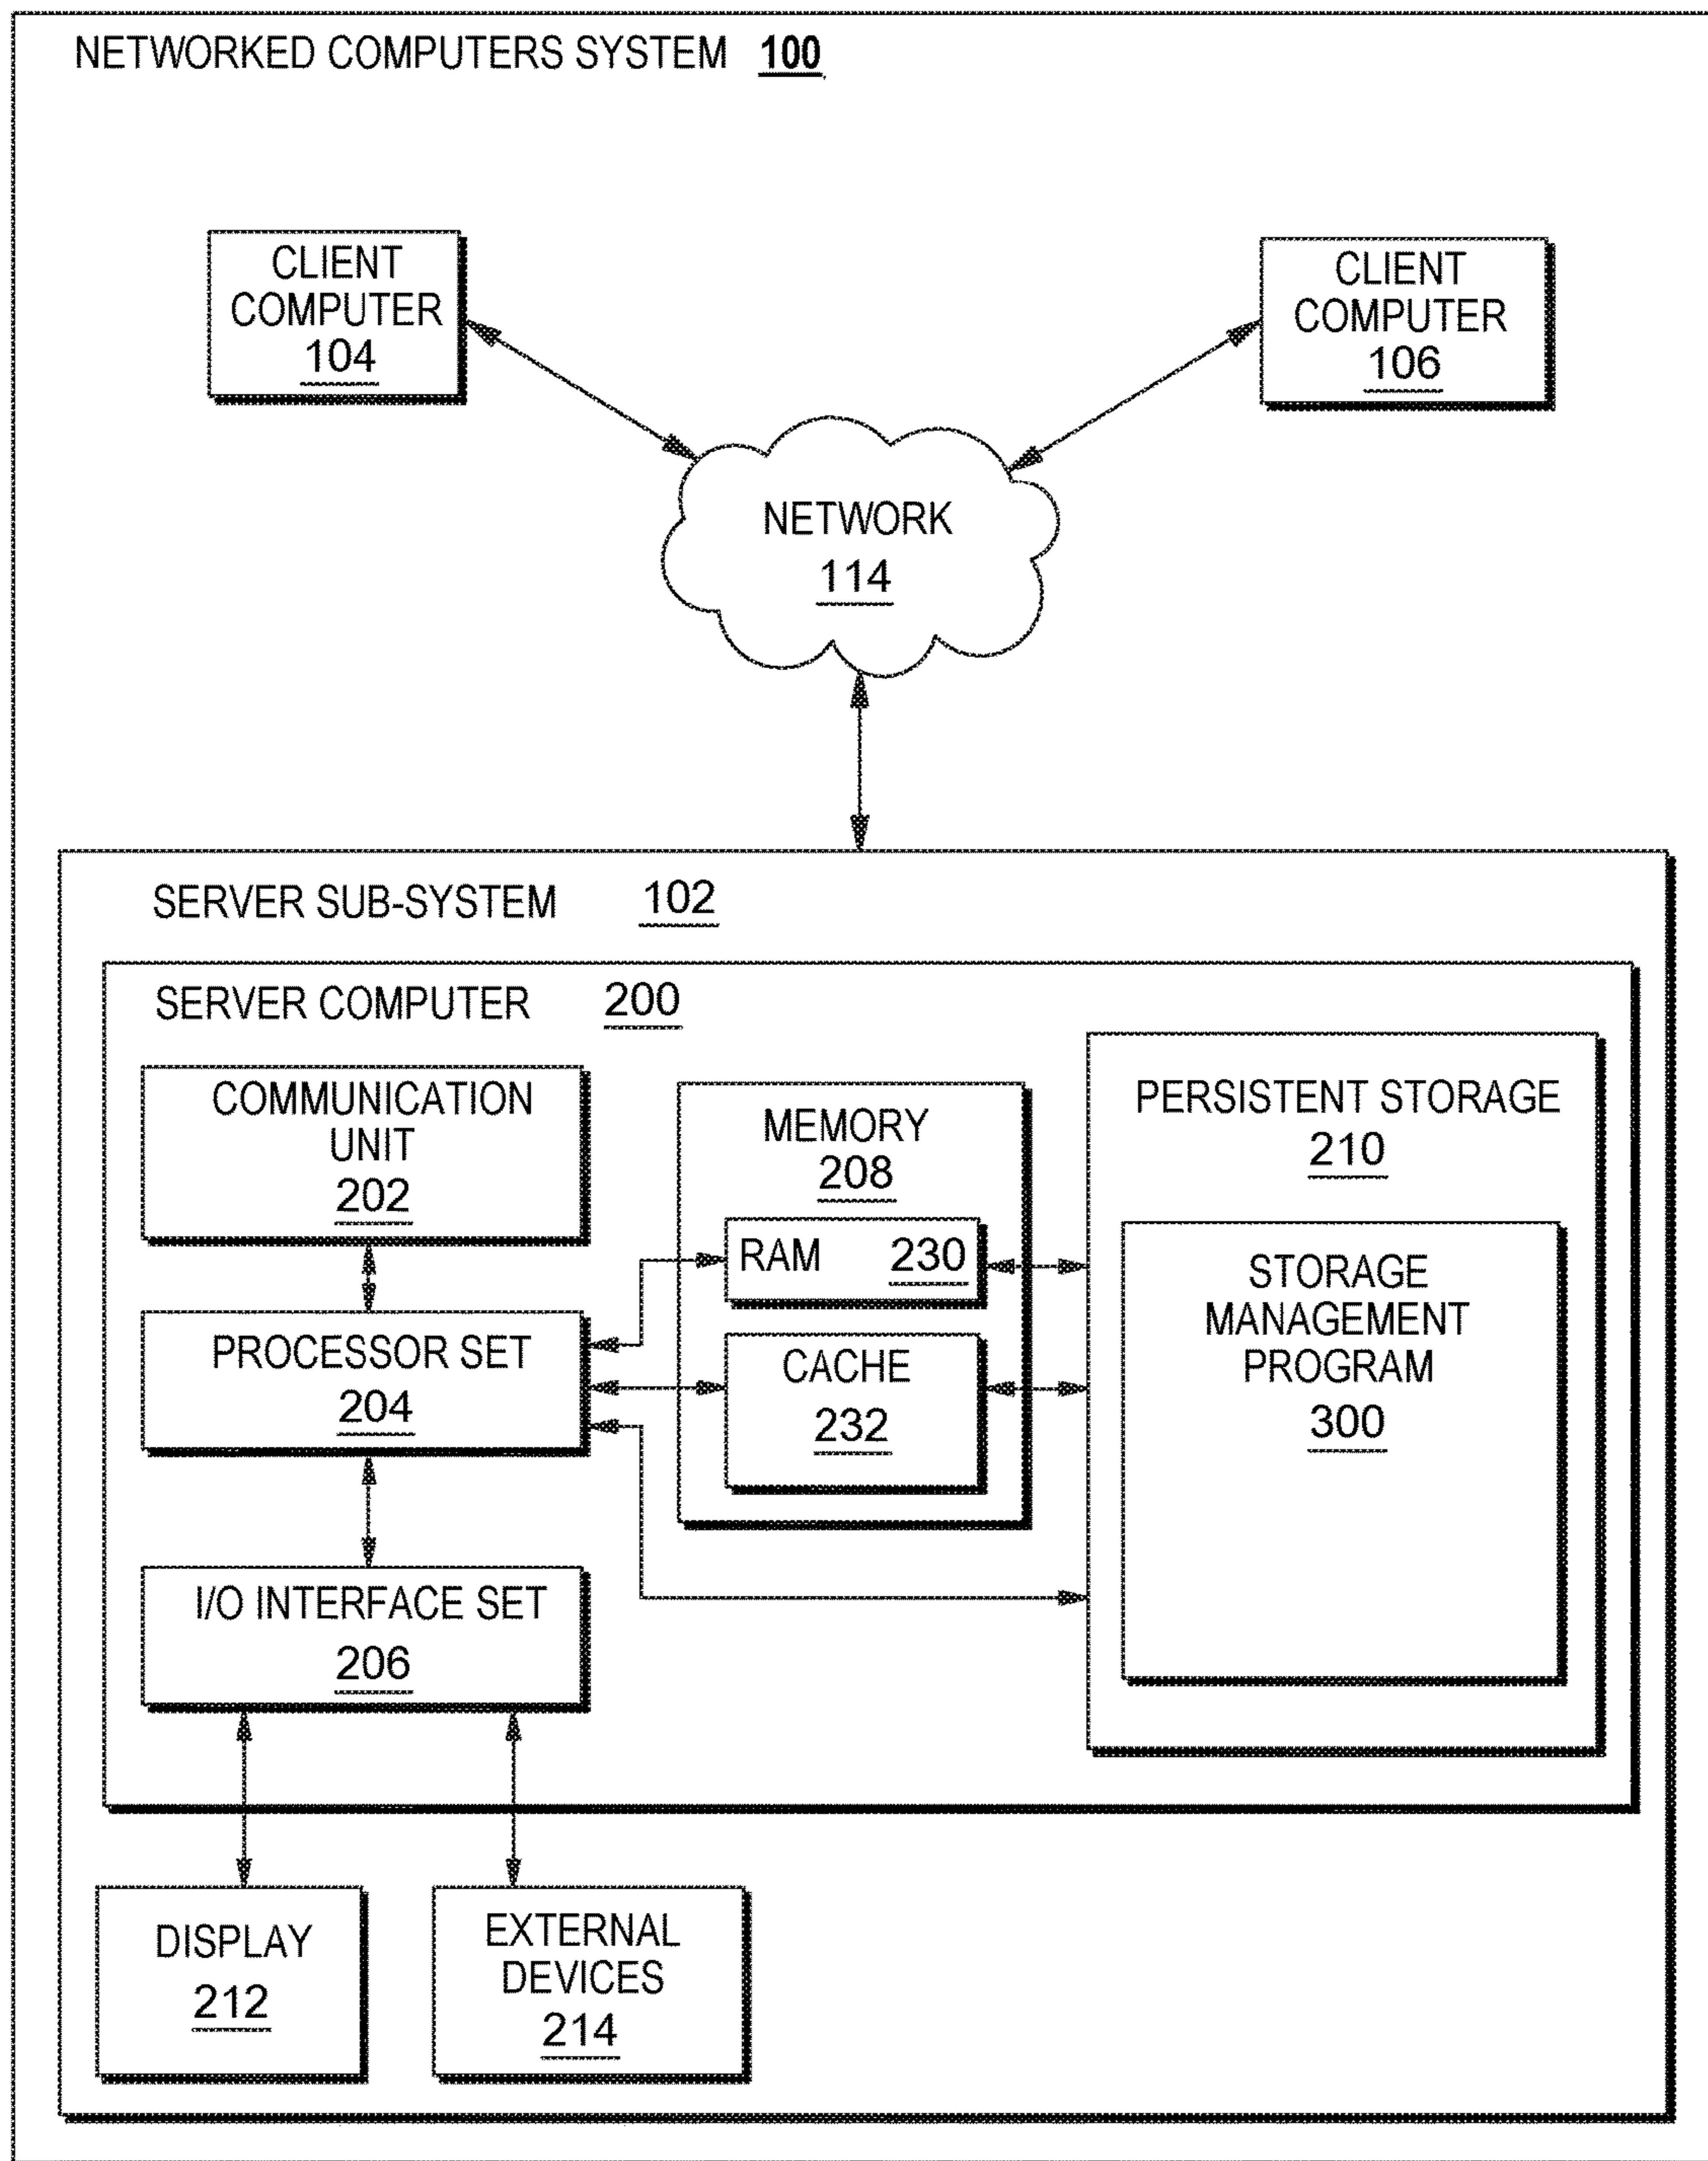 NETWORKED COMPUTERS SYSTEM 100
CLIENT
COMPUTER
104
CLIENT
COMPUTER
106
NETWORK
114
SERVER SUB-SYSTEM 102
SERVER COMPUTER 200
COMMUNICATION
UNIT
202
PROCESSOR SET
204
I/O INTERFACE SET
206
MEMORY
208
RAM 230
CACHE
232
PERSISTENT STORAGE
210
STORAGE
MANAGEMENT
PROGRAM
300
DISPLAY
212
EXTERNAL
DEVICES
214